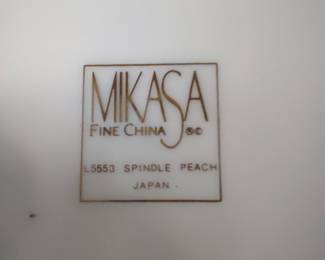 MIKASA
FINE CHINA ®©
L5553 SPINDLE PEACH
JAPAN